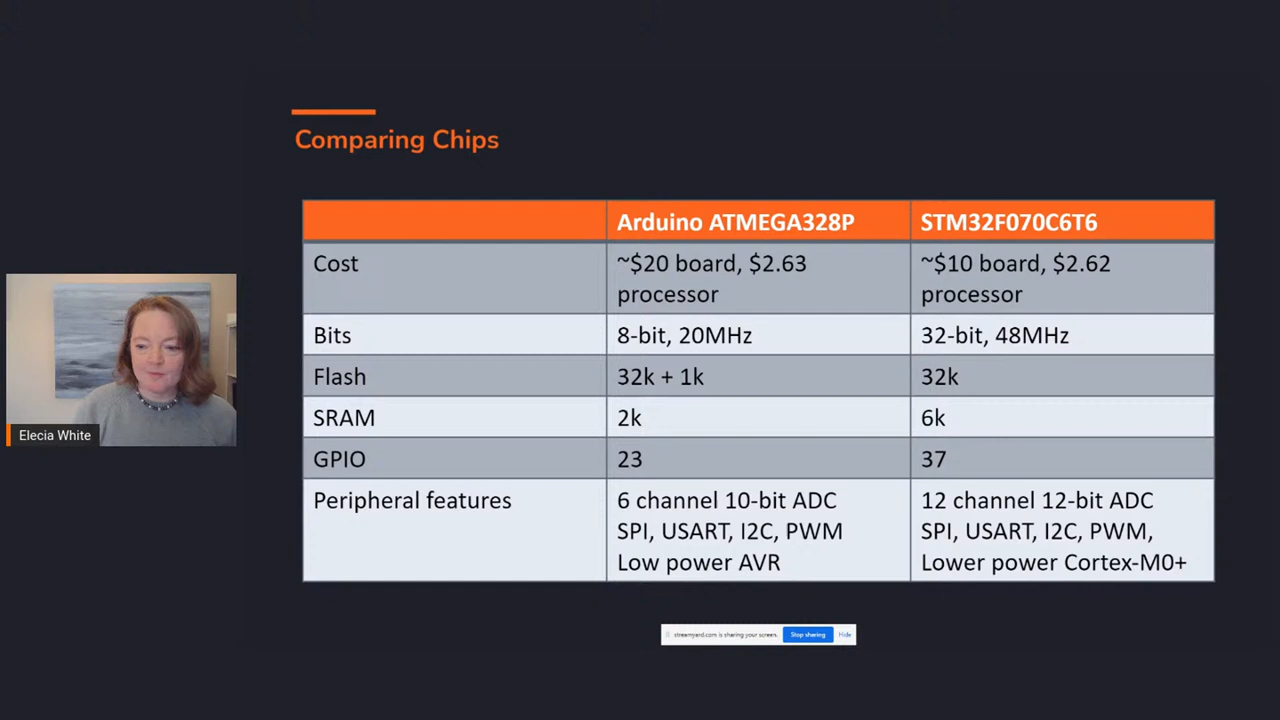 Comparing Chips
Arduino ATMEGA328P STM32F070C6T6
Cost ~$20 board, $2.63 ~$10 board, $2.62
processor processor
Bits 8-bit, 20MHz 32-bit, 48MHz
Flash 32k + 1k 32k
SRAM 2k 6k
GPIO 23 37
Peripheral features 6 channel 10-bit ADC 12 channel 12-bit ADC
SPI, USART, I2C, PWM SPI, USART, I2C, PWM,
Low power AVR Lower power Cortex-M0+
Elecia White
streamyard.com is sharing your screen. Stop sharing Hide